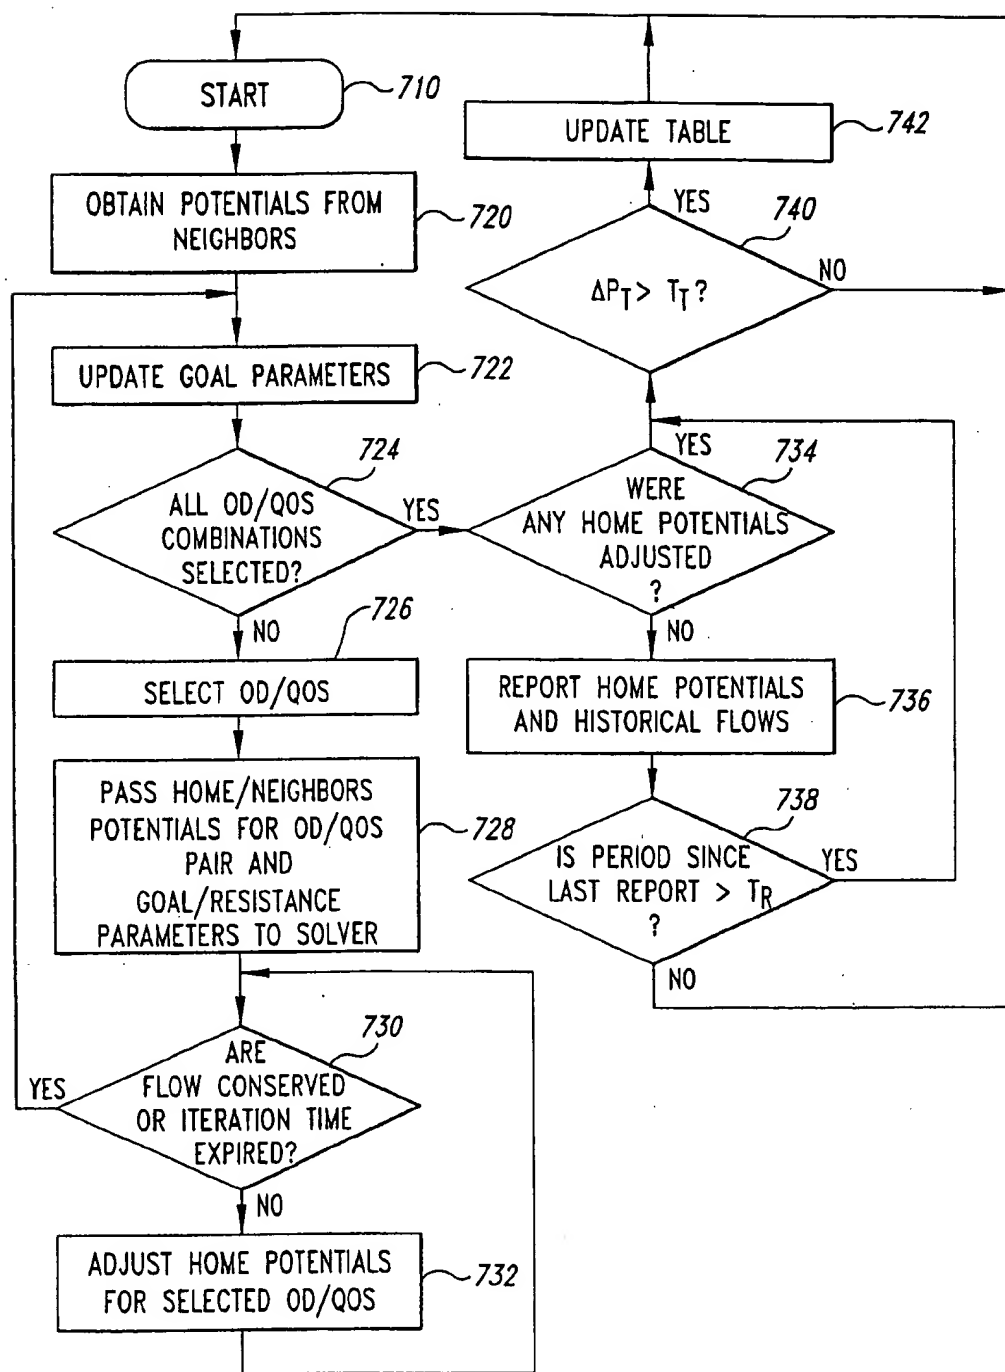 START
710
OBTAIN POTENTIALS FROM
NEIGHBORS
720
UPDATE GOAL PARAMETERS
722
724
ALL OD/QOS
COMBINATIONS
SELECTED?
YES
NO
726
SELECT OD/QOS
PASS HOME/NEIGHBORS
POTENTIALS FOR OD/QOS
PAIR AND
GOAL/RESISTANCE
PARAMETERS TO SOLVER
728
730
ARE
FLOW CONSERVED
OR ITERATION TIME
EXPIRED?
YES
NO
ADJUST HOME POTENTIALS
FOR SELECTED OD/QOS
732
UPDATE TABLE
742
YES
740
ΔPT > TT ?
NO
YES
734
WERE
ANY HOME POTENTIALS
ADJUSTED
?
NO
REPORT HOME POTENTIALS
AND HISTORICAL FLOWS
736
738
IS PERIOD SINCE
LAST REPORT > TR
?
YES
NO